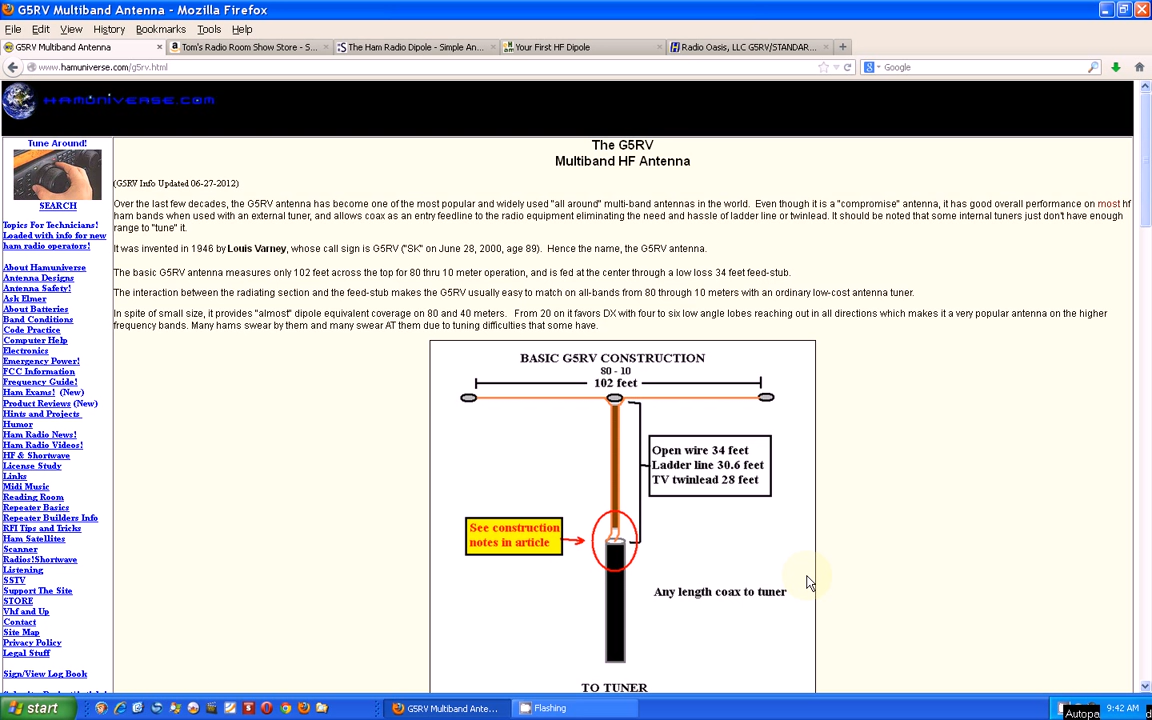 G5RV Multiband Antenna - Mozilla Firefox
File Edit View History Bookmarks Tools Help
G5RV Multiband Antenna × Tom's Radio Room Show Store - S... × The Ham Radio Dipole - Simple An... × Your First HF Dipole × Radio Oasis, LLC G5RV/STANDAR... × +
www.hamuniverse.com/g5rv.html Google
HAMUNIVERSE.COM
Tune Around!
SEARCH
Topics For Technicians!
Loaded with info for new
ham radio operators!
About Hamuniverse
Antenna Designs
Antenna Safety!
Ask Elmer
About Batteries
Band Conditions
Code Practice
Computer Help
Electronics
Emergency Power!
FCC Information
Frequency Guide!
Ham Exams! (New)
Product Reviews (New)
Hints and Projects
Humor
Ham Radio News!
Ham Radio Videos!
HF & Shortwave
License Study
Links
Midi Music
Reading Room
Repeater Basics
Repeater Builders Info
RFI Tips and Tricks
Ham Satellites
Scanner
Radios!Shortwave
Listening
SSTV
Support The Site
STORE
Vhf and Up
Contact
Site Map
Privacy Policy
Legal Stuff
Sign/View Log Book
The G5RV
Multiband HF Antenna
(G5RV Info Updated 06-27-2012)
Over the last few decades, the G5RV antenna has become one of the most popular and widely used "all around" multi-band antennas in the world. Even though it is a "compromise" antenna, it has good overall performance on most hf
ham bands when used with an external tuner, and allows coax as an entry feedline to the radio equipment eliminating the need and hassle of ladder line or twinlead. It should be noted that some internal tuners just don't have enough
range to "tune" it.
It was invented in 1946 by Louis Varney, whose call sign is G5RV ("SK" on June 28, 2000, age 89). Hence the name, the G5RV antenna.
The basic G5RV antenna measures only 102 feet across the top for 80 thru 10 meter operation, and is fed at the center through a low loss 34 feet feed-stub.
The interaction between the radiating section and the feed-stub makes the G5RV usually easy to match on all-bands from 80 through 10 meters with an ordinary low-cost antenna tuner.
In spite of small size, it provides "almost" dipole equivalent coverage on 80 and 40 meters. From 20 on it favors DX with four to six low angle lobes reaching out in all directions which makes it a very popular antenna on the higher
frequency bands. Many hams swear by them and many swear AT them due to tuning difficulties that some have.
BASIC G5RV CONSTRUCTION
80 - 10
102 feet
Open wire 34 feet
Ladder line 30.6 feet
TV twinlead 28 feet
See construction
notes in article
Any length coax to tuner
TO TUNER
start G5RV Multiband Ante... Flashing 9:42 AM
Autopa